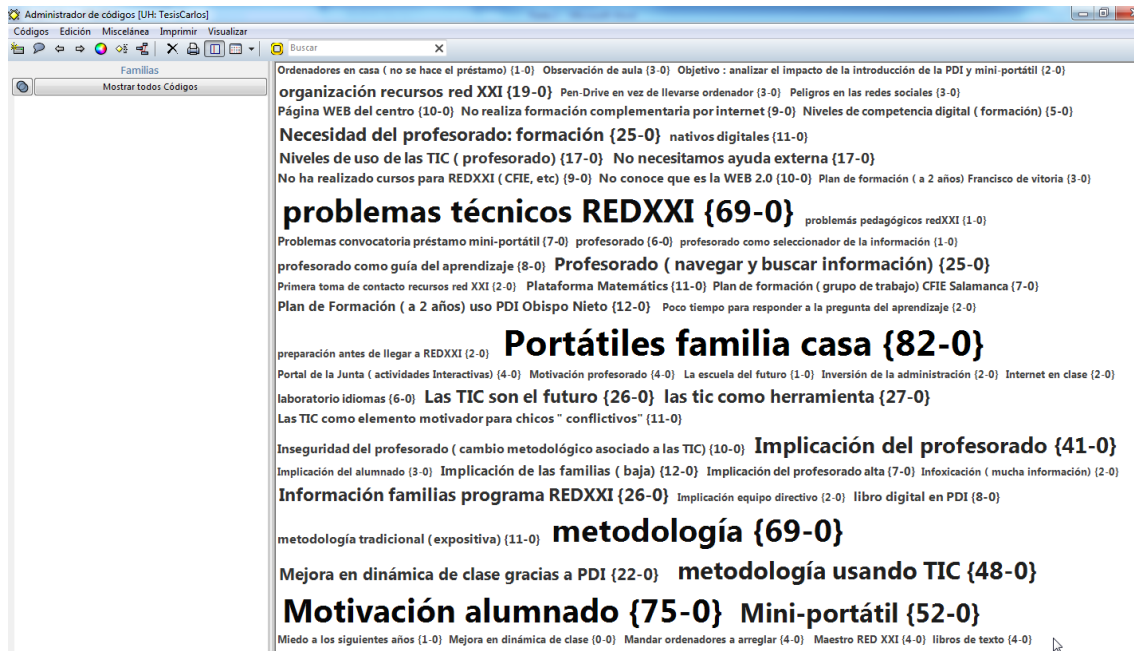 Administrador de códigos [UH: TesisCarlos]
Códigos Edición Miscelánea Imprimir Visualizar
Buscar
Familias
Mostrar todos Códigos
Ordenadores en casa ( no se hace el préstamo) {1-0} Observación de aula {3-0} Objetivo : analizar el impacto de la introducción de la PDI y mini-portátil {2-0}
organización recursos red XXI {19-0} Pen-Drive en vez de llevarse ordenador {3-0} Peligros en las redes sociales {3-0}
Página WEB del centro {10-0} No realiza formación complementaria por internet {9-0} Niveles de competencia digital ( formación) {5-0}
Necesidad del profesorado: formación {25-0} nativos digitales {11-0}
Niveles de uso de las TIC ( profesorado) {17-0} No necesitamos ayuda externa {17-0}
No ha realizado cursos para REDXXI ( CFIE, etc) {9-0} No conoce que es la WEB 2.0 {10-0} Plan de formación ( a 2 años) Francisco de vitoria {3-0}
problemas técnicos REDXXI {69-0} problemás pedagógicos redXXI {1-0}
Problemas convocatoria préstamo mini-portátil {7-0} profesorado {6-0} profesorado como seleccionador de la información {1-0}
profesorado como guía del aprendizaje {8-0} Profesorado ( navegar y buscar información) {25-0}
Primera toma de contacto recursos red XXI {2-0} Plataforma Matemátics {11-0} Plan de formación ( grupo de trabajo) CFIE Salamanca {7-0}
Plan de Formación ( a 2 años) uso PDI Obispo Nieto {12-0} Poco tiempo para responder a la pregunta del aprendizaje {2-0}
preparación antes de llegar a REDXXI {2-0} Portátiles familia casa {82-0}
Portal de la Junta ( actividades Interactivas) {4-0} Motivación profesorado {4-0} La escuela del futuro {1-0} Inversión de la administración {2-0} Internet en clase {2-0}
laboratorio idiomas {6-0} Las TIC son el futuro {26-0} las tic como herramienta {27-0}
Las TIC como elemento motivador para chicos " conflictivos" {11-0}
Inseguridad del profesorado ( cambio metodológico asociado a las TIC) {10-0} Implicación del profesorado {41-0}
Implicación del alumnado {3-0} Implicación de las familias ( baja) {12-0} Implicación del profesorado alta {7-0} Infoxicación ( mucha información) {2-0}
Información familias programa REDXXI {26-0} Implicación equipo directivo {2-0} libro digital en PDI {8-0}
metodología tradicional ( expositiva) {11-0} metodología {69-0}
Mejora en dinámica de clase gracias a PDI {22-0} metodología usando TIC {48-0}
Motivación alumnado {75-0} Mini-portátil {52-0}
Miedo a los siguientes años {1-0} Mejora en dinámica de clase {0-0} Mandar ordenadores a arreglar {4-0} Maestro RED XXI {4-0} libros de texto {4-0}